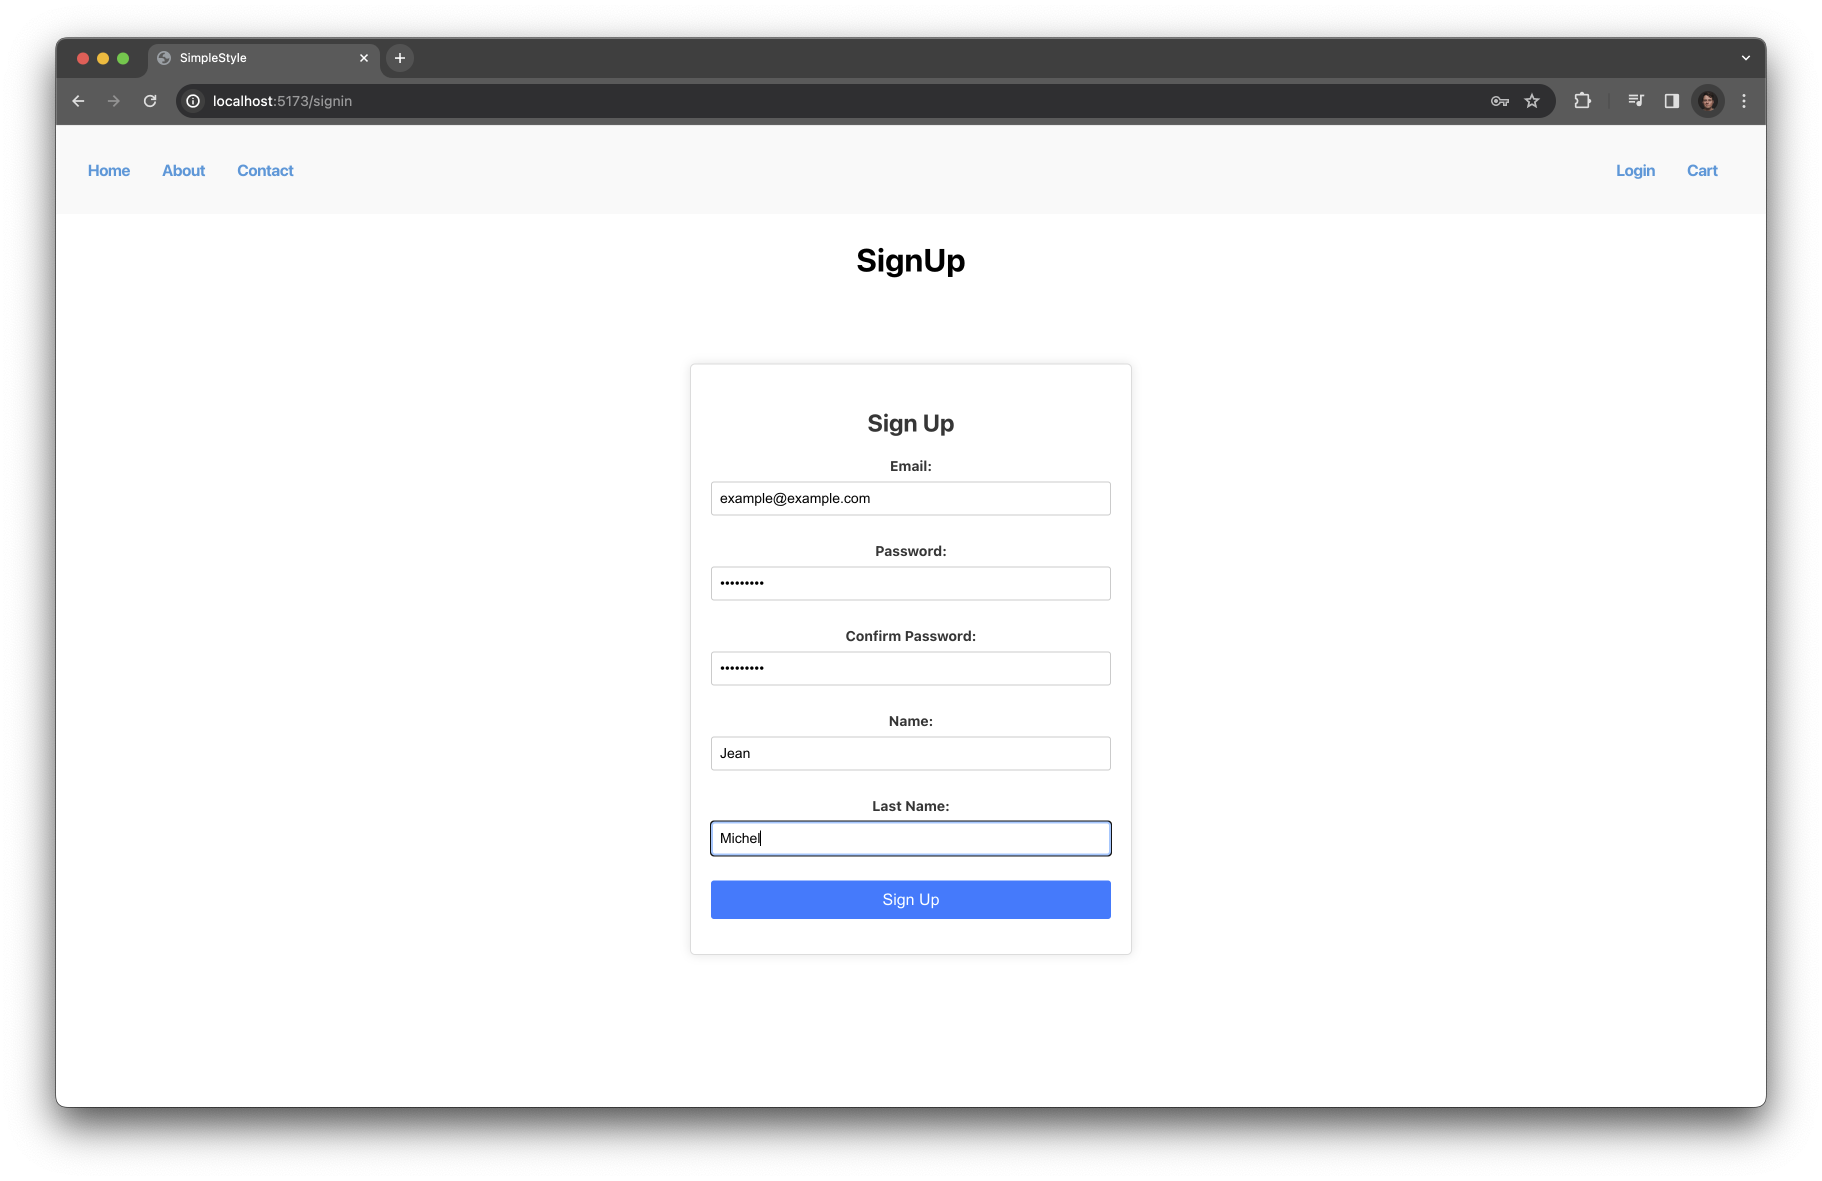 SimpleStyle
localhost:5173/signin
Home About Contact Login Cart
SignUp
Sign Up
Email:
example@example.com
Password:
•••••••••
Confirm Password:
•••••••••
Name:
Jean
Last Name:
Michel
Sign Up